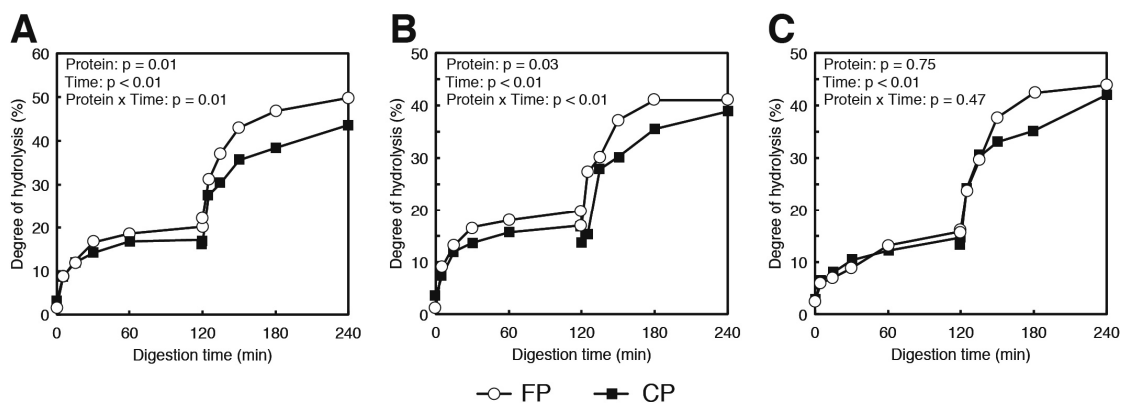 A
Protein: p = 0.01
Time: p < 0.01
Protein x Time: p = 0.01
Degree of hydrolysis (%)
60
50
40
30
20
10
0
0 60 120 180 240
Digestion time (min)
B
Protein: p = 0.03
Time: p < 0.01
Protein x Time: p < 0.01
Degree of hydrolysis (%)
50
40
30
20
10
0
0 60 120 180 240
Digestion time (min)
C
Protein: p = 0.75
Time: p < 0.01
Protein x Time: p = 0.47
Degree of hydrolysis (%)
50
40
30
20
10
0
0 60 120 180 240
Digestion time (min)
FP CP